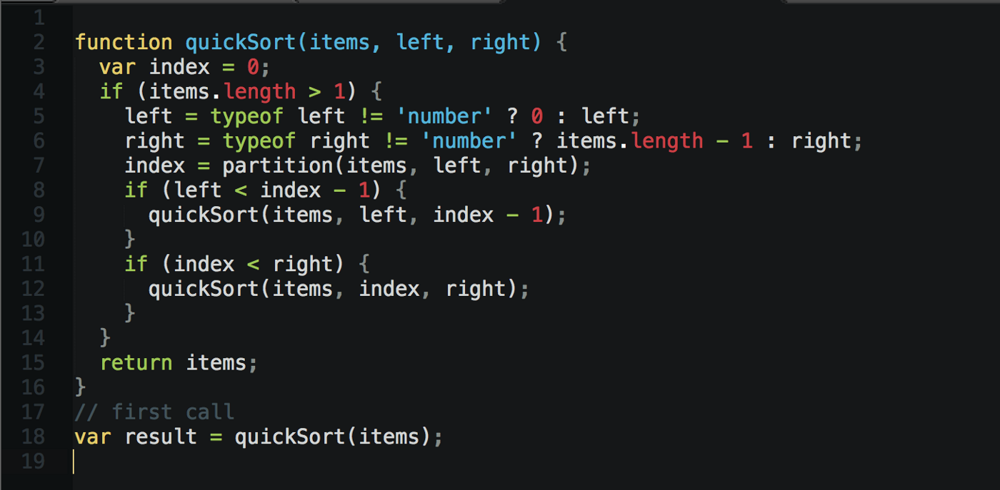 1
2 function quickSort(items, left, right) {
3   var index = 0;
4   if (items.length > 1) {
5     left = typeof left != 'number' ? 0 : left;
6     right = typeof right != 'number' ? items.length - 1 : right;
7     index = partition(items, left, right);
8     if (left < index - 1) {
9       quickSort(items, left, index - 1);
10     }
11     if (index < right) {
12       quickSort(items, index, right);
13     }
14   }
15   return items;
16 }
17 // first call
18 var result = quickSort(items);
19